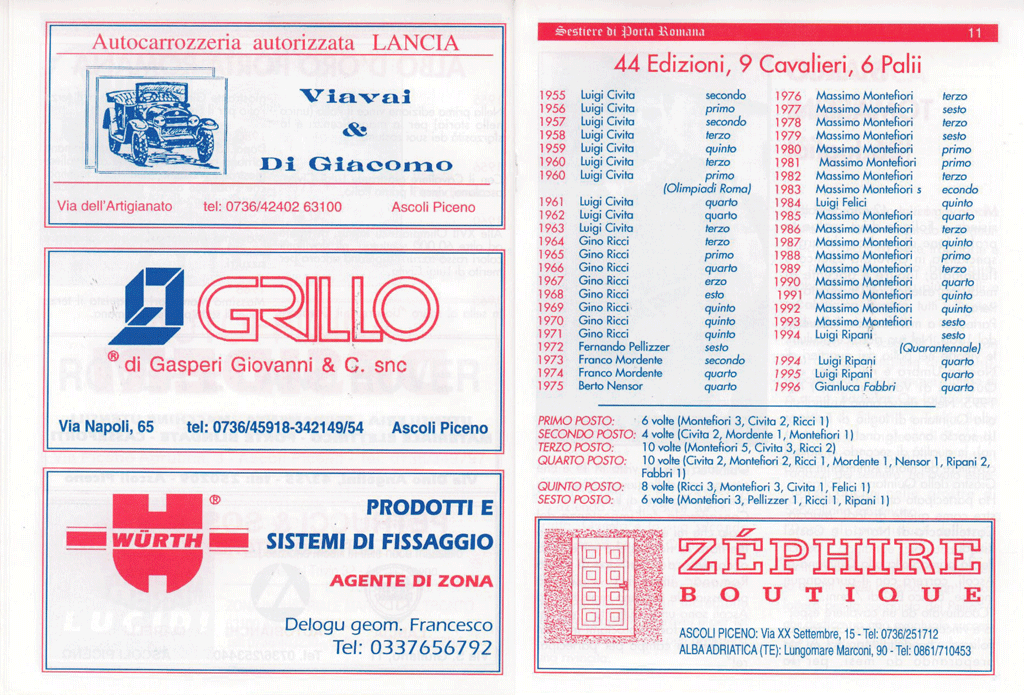 Autocarrozzeria autorizzata LANCIA
Viavai
&
Di Giacomo
Via dell'Artigianato tel: 0736/42402 63100 Ascoli Piceno
GRILLO
® di Gasperi Giovanni & C. snc
Via Napoli, 65 tel: 0736/45918-342149/54 Ascoli Piceno
WÜRTH ®
PRODOTTI E
SISTEMI DI FISSAGGIO
AGENTE DI ZONA
Delogu geom. Francesco
Tel: 0337656792
Sestiere di Porta Romana 11
44 Edizioni, 9 Cavalieri, 6 Palii
1955 Luigi Civita secondo
1956 Luigi Civita primo
1957 Luigi Civita secondo
1958 Luigi Civita terzo
1959 Luigi Civita quinto
1960 Luigi Civita terzo
1960 Luigi Civita primo
(Olimpiadi Roma)
1961 Luigi Civita quarto
1962 Luigi Civita quarto
1963 Luigi Civita terzo
1964 Gino Ricci terzo
1965 Gino Ricci primo
1966 Gino Ricci quarto
1967 Gino Ricci erzo
1968 Gino Ricci esto
1969 Gino Ricci quinto
1970 Gino Ricci quinto
1971 Gino Ricci quinto
1972 Fernando Pellizzer sesto
1973 Franco Mordente secondo
1974 Franco Mordente quarto
1975 Berto Nensor quarto
1976 Massimo Montefiori terzo
1977 Massimo Montefiori sesto
1978 Massimo Montefiori terzo
1979 Massimo Montefiori sesto
1980 Massimo Montefiori primo
1981 Massimo Montefiori primo
1982 Massimo Montefiori terzo
1983 Massimo Montefiori s econdo
1984 Luigi Felici quinto
1985 Massimo Montefiori quarto
1986 Massimo Montefiori terzo
1987 Massimo Montefiori quinto
1988 Massimo Montefiori primo
1989 Massimo Montefiori terzo
1990 Massimo Montefiori quarto
1991 Massimo Montefiori quinto
1992 Massimo Montefiori quinto
1993 Massimo Montefiori sesto
1994 Luigi Ripani sesto
(Quarantennale)
1994 Luigi Ripani quarto
1995 Luigi Ripani quarto
1996 Gianluca Fabbri quarto
PRIMO POSTO: 6 volte (Montefiori 3, Civita 2, Ricci 1)
SECONDO POSTO: 4 volte (Civita 2, Mordente 1, Montefiori 1)
TERZO POSTO: 10 volte (Montefiori 5, Civita 3, Ricci 2)
QUARTO POSTO: 10 volte (Civita 2, Montefiori 2, Ricci 1, Mordente 1, Nensor 1, Ripani 2,
Fabbri 1)
QUINTO POSTO: 8 volte (Ricci 3, Montefiori 3, Civita 1, Felici 1)
SESTO POSTO: 6 volte (Montefiori 3, Pellizzer 1, Ricci 1, Ripani 1)
ZÉPHIRE
BOUTIQUE
ASCOLI PICENO: Via XX Settembre, 15 - Tel: 0736/251712
ALBA ADRIATICA (TE): Lungomare Marconi, 90 - Tel: 0861/710453